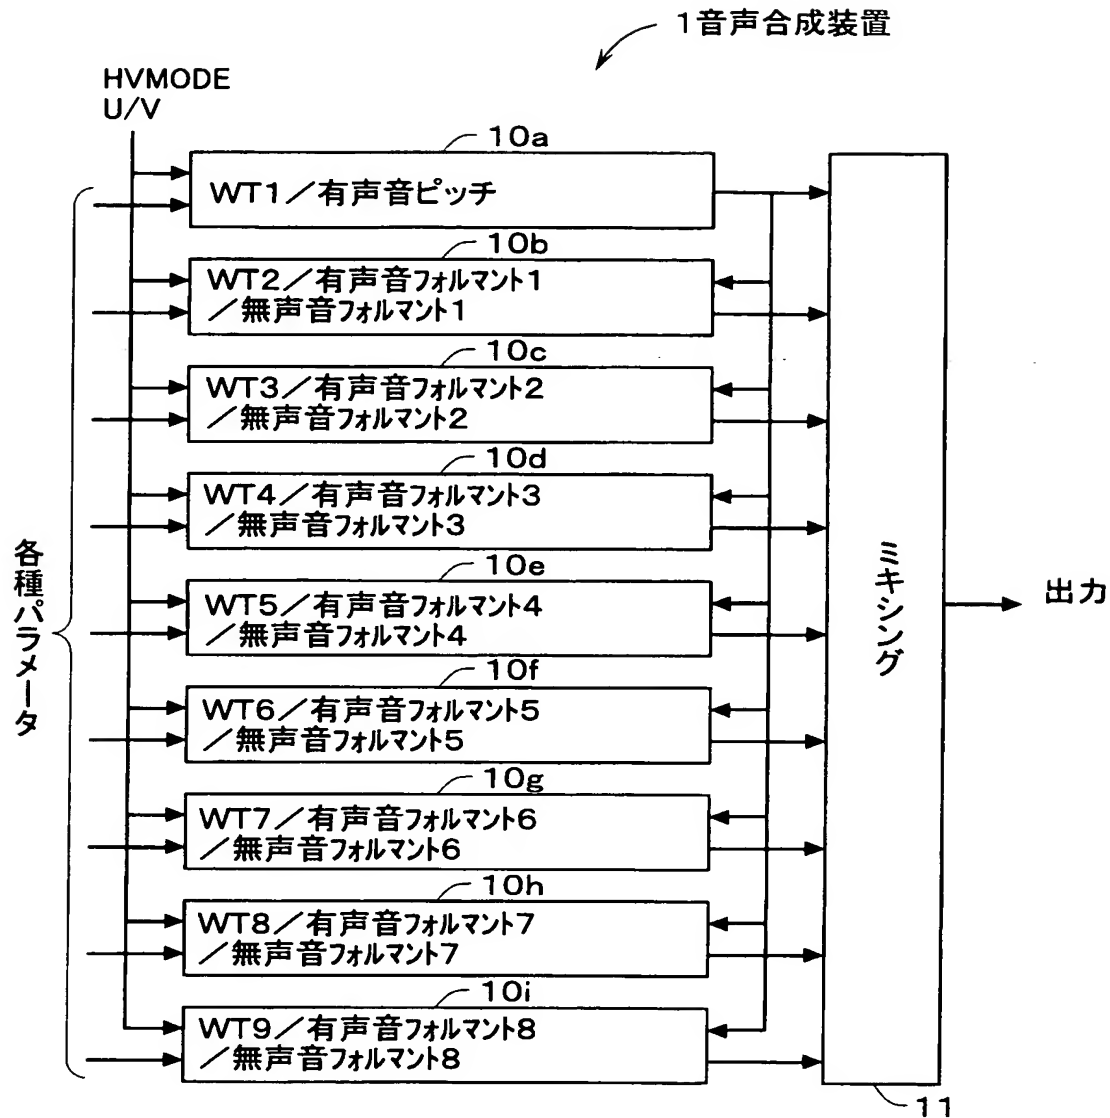 1音声合成装置
HVMODE
U/V
10a
WT1／有声音ピッチ
10b
WT2／有声音フォルマント1
／無声音フォルマント1
10c
WT3／有声音フォルマント2
／無声音フォルマント2
10d
WT4／有声音フォルマント3
／無声音フォルマント3
10e
WT5／有声音フォルマント4
／無声音フォルマント4
10f
WT6／有声音フォルマント5
／無声音フォルマント5
10g
WT7／有声音フォルマント6
／無声音フォルマント6
10h
WT8／有声音フォルマント7
／無声音フォルマント7
10i
WT9／有声音フォルマント8
／無声音フォルマント8
各種パラメータ
ミキシング
出力
11